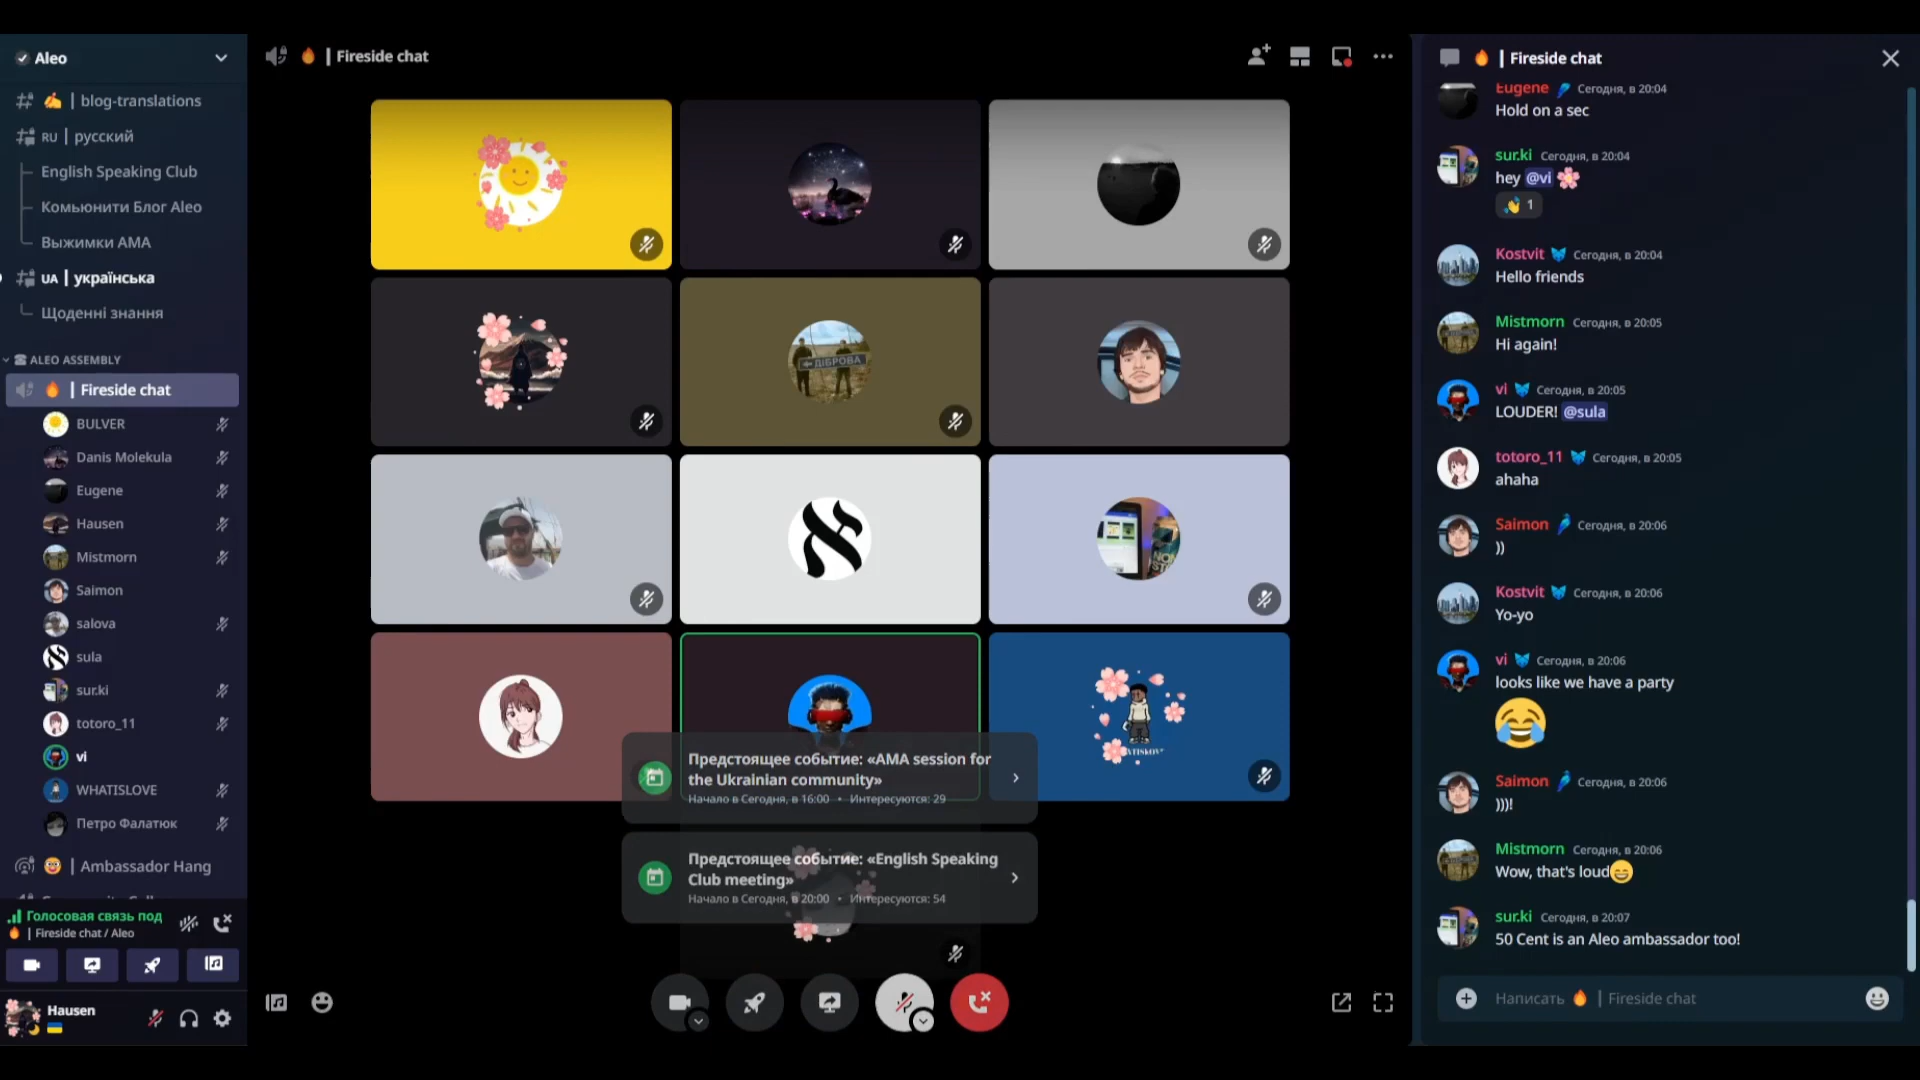 Aleo
| blog-translations
RU | русский
English Speaking Club
Комьюнити Блог Aleo
Выжимки AMA
UA | українська
Щоденні знання
ALEO ASSEMBLY
| Fireside chat
BULVER
Danis Molekula
Eugene
Hausen
Mistmorn
Saimon
salova
sula
sur.ki
totoro_11
vi
WHATISLOVE
Петро Фалатюк
| Ambassador Hang
Голосовая связь под
| Fireside chat / Aleo
Hausen
| Fireside chat
ДІБРОВА
Предстоящее событие: «AMA session for
the Ukrainian community»
Начало в Сегодня, в 16:00 • Интересуются: 29
Предстоящее событие: «English Speaking
Club meeting»
Начало в Сегодня, в 20:00 • Интересуются: 54
| Fireside chat
Eugene Сегодня, в 20:04
Hold on a sec
sur.ki Сегодня, в 20:04
hey @vi 🌸
👋 1
Kostvit Сегодня, в 20:04
Hello friends
Mistmorn Сегодня, в 20:05
Hi again!
vi Сегодня, в 20:05
LOUDER! @sula
totoro_11 Сегодня, в 20:05
ahaha
Saimon Сегодня, в 20:06
))
Kostvit Сегодня, в 20:06
Yo-yo
vi Сегодня, в 20:06
looks like we have a party
😂
Saimon Сегодня, в 20:06
)))!
Mistmorn Сегодня, в 20:06
Wow, that's loud😄
sur.ki Сегодня, в 20:07
50 Cent is an Aleo ambassador too!
Написать 🔥 | Fireside chat